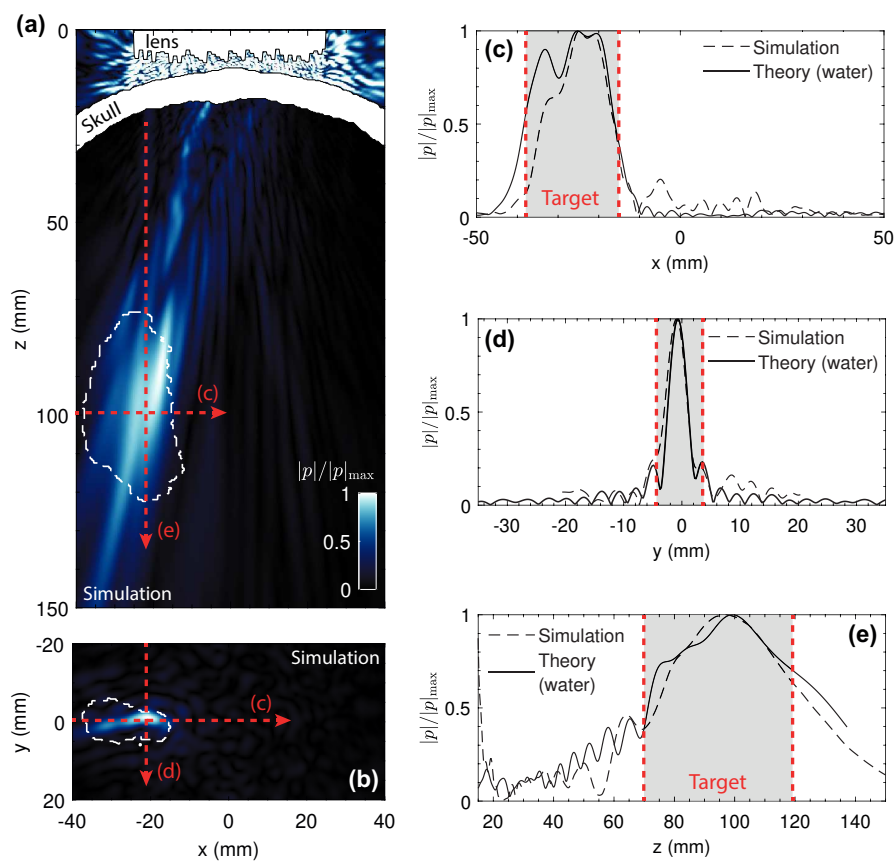 (a)
0
50
100
150
z (mm)
lens
Skull
(c)
(e)
|p|/|p|max
1
0.5
0
Simulation
-20
0
20
y (mm)
Simulation
(c)
(d)
(b)
-40
-20
0
20
40
x (mm)
(c)
Simulation
Theory (water)
Target
|p|/|p|max
1
0.5
0
-50
0
50
x (mm)
(d)
Simulation
Theory (water)
|p|/|p|max
1
0.5
0
-30
-20
-10
0
10
20
30
y (mm)
(e)
Simulation
Theory
(water)
Target
|p|/|p|max
1
0.5
0
20
40
60
80
100
120
140
z (mm)